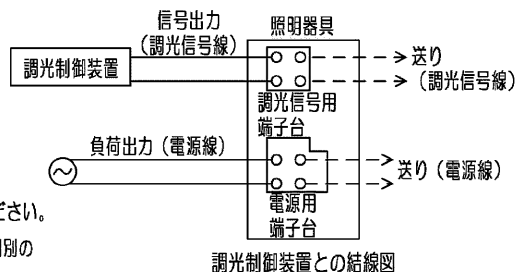 信号出力
(調光信号線)
照明器具
調光制御装置
送り
(調光信号線)
調光信号用
端子台
負荷出力(電源線)
送り(電源線)
電源用
端子台
ださい。
別の
調光制御装置との結線図